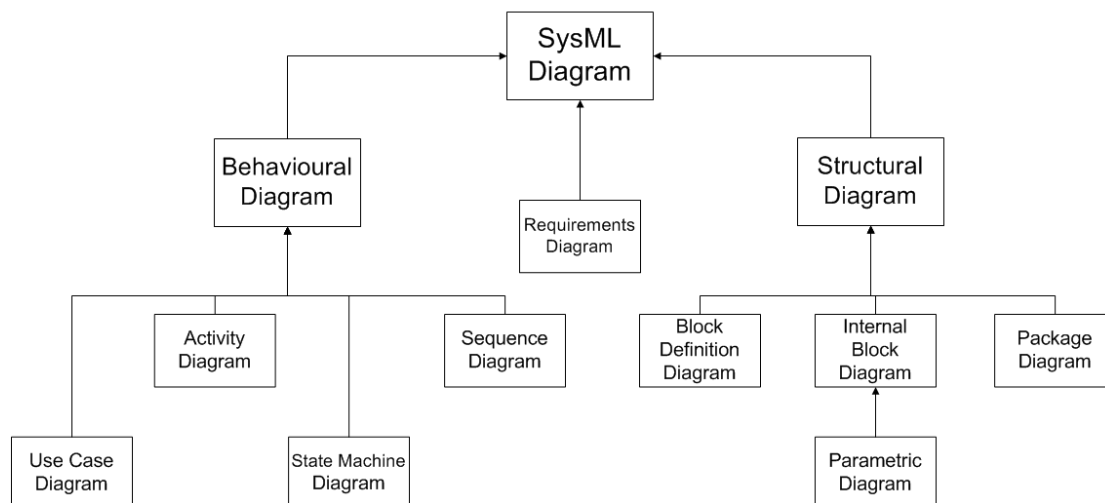 SysML
Diagram
Behavioural
Diagram
Requirements
Diagram
Structural
Diagram
Use Case
Diagram
Activity
Diagram
State Machine
Diagram
Sequence
Diagram
Block
Definition
Diagram
Internal
Block
Diagram
Package
Diagram
Parametric
Diagram